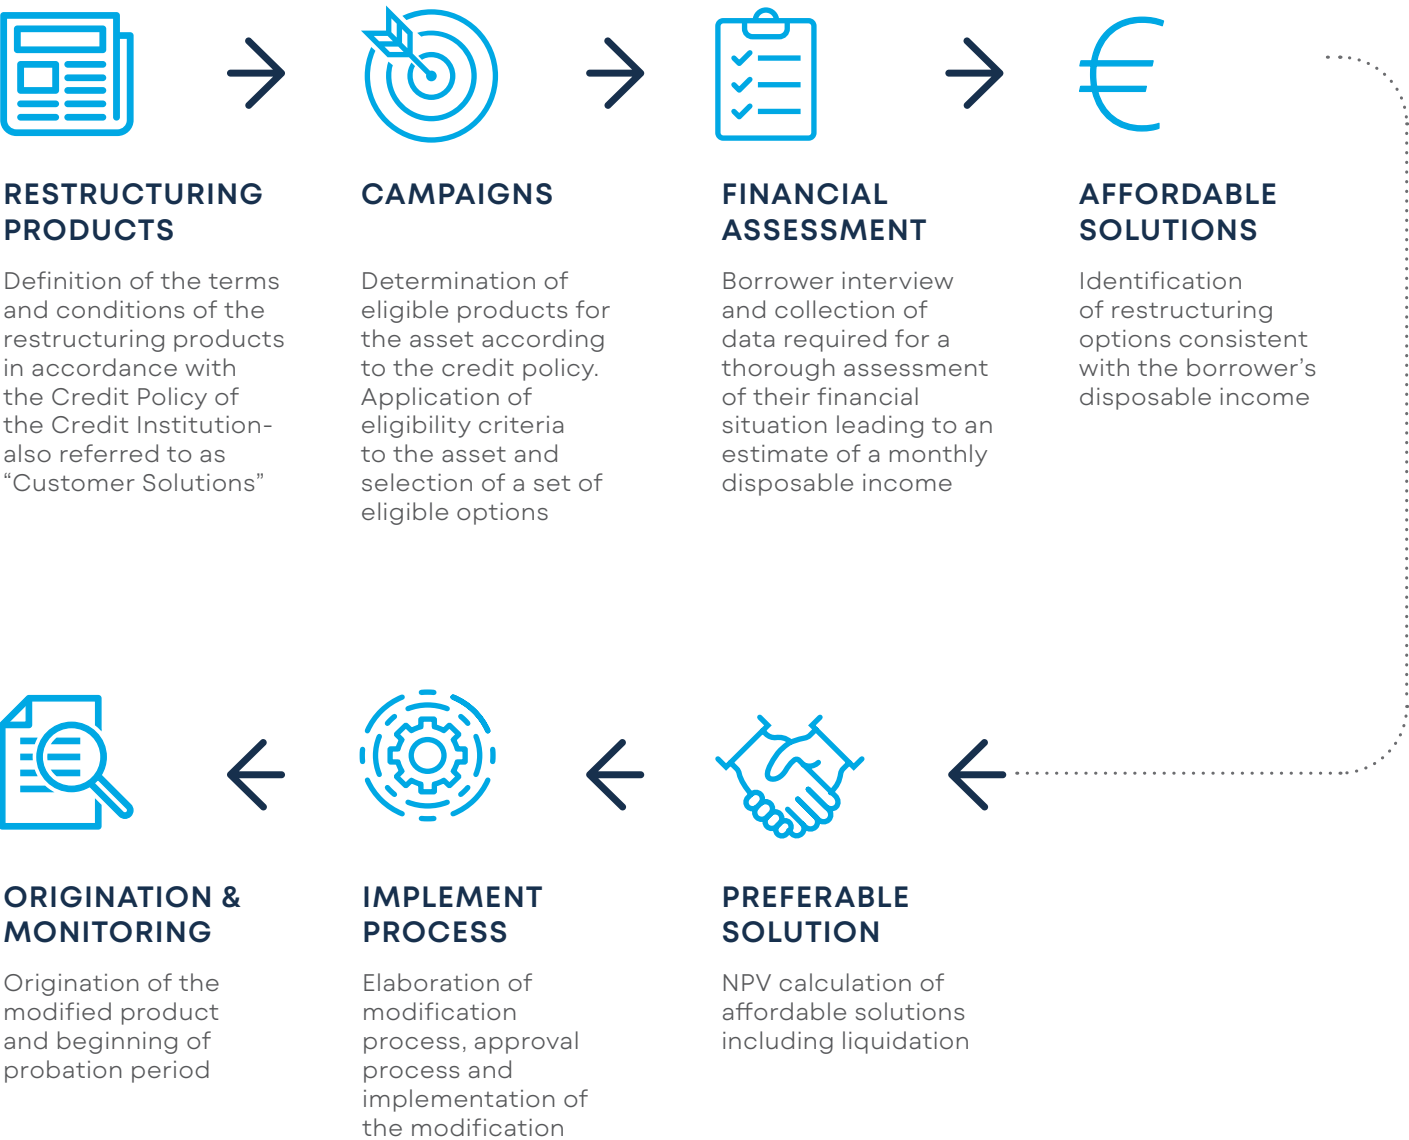 RESTRUCTURING
PRODUCTS
Definition of the terms
and conditions of the
restructuring products
in accordance with
the Credit Policy of
the Credit Institution-
also referred to as
“Customer Solutions”
CAMPAIGNS
Determination of
eligible products for
the asset according
to the credit policy.
Application of
eligibility criteria
to the asset and
selection of a set of
eligible options
FINANCIAL
ASSESSMENT
Borrower interview
and collection of
data required for a
thorough assessment
of their financial
situation leading to an
estimate of a monthly
disposable income
€
AFFORDABLE
SOLUTIONS
Identification
of restructuring
options consistent
with the borrower’s
disposable income
PREFERABLE
SOLUTION
NPV calculation of
affordable solutions
including liquidation
IMPLEMENT
PROCESS
Elaboration of
modification
process, approval
process and
implementation of
the modification
ORIGINATION &
MONITORING
Origination of the
modified product
and beginning of
probation period